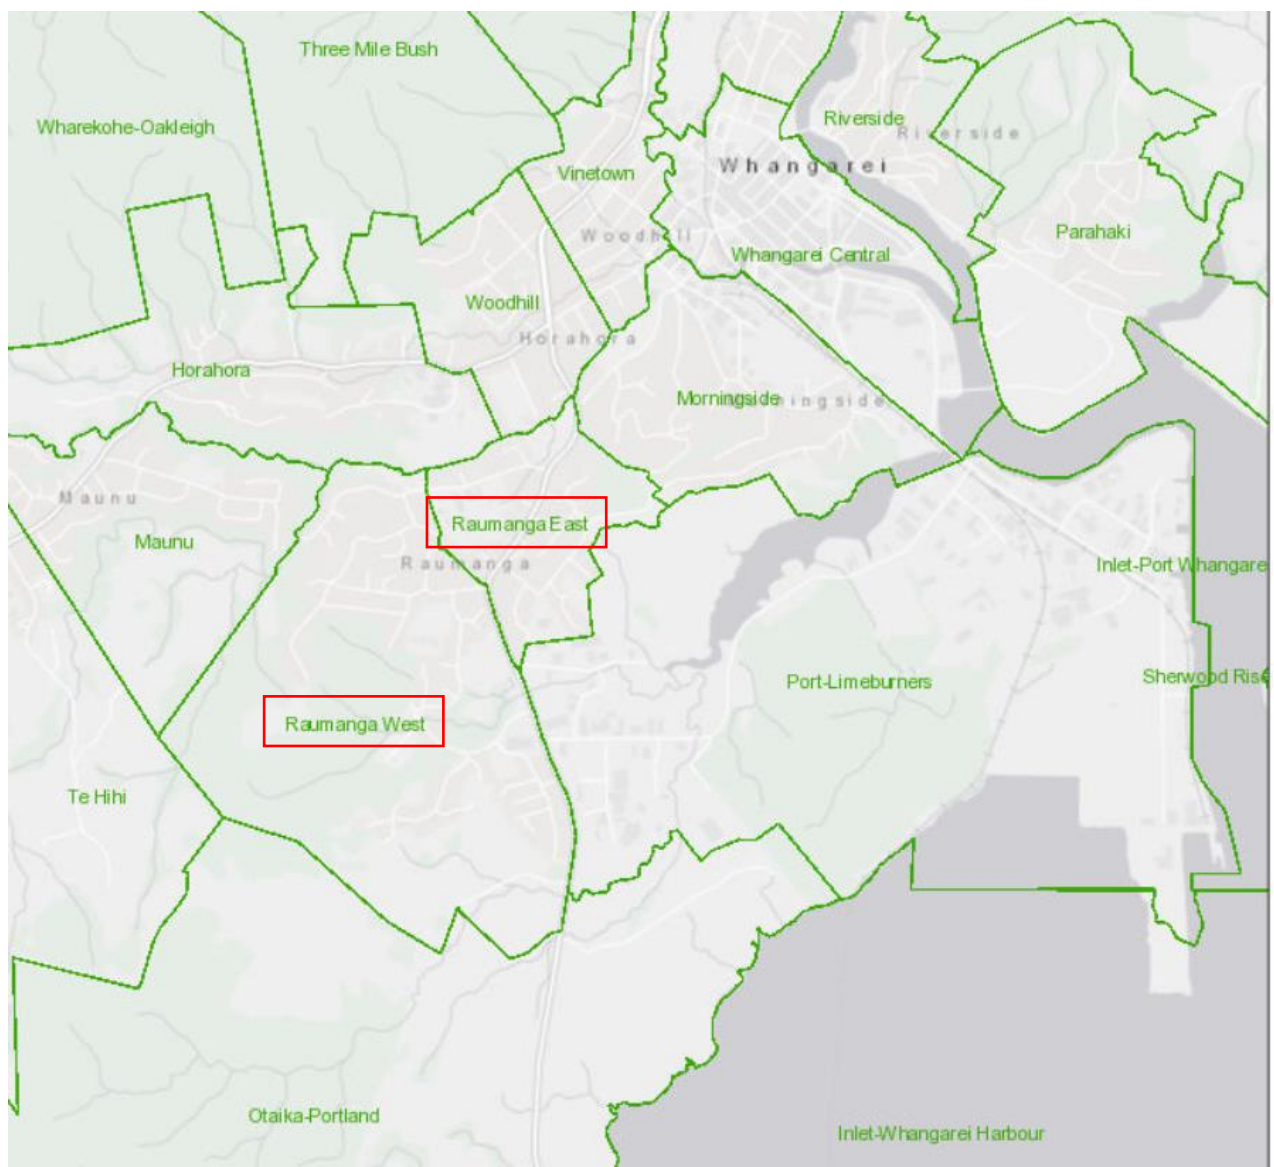 Three Mile Bush
Wharekohe-Oakleigh
Riverside
Riverside
Vinetown
Whangarei
Parahaki
Woodhill
Whangarei Central
Woodhill
Horahora
Horahora
Morningside
Morningside
Maunu
Raumanga East
Maunu
Raumanga
Inlet-Port Whangare
Port-Limeburners
Sherwood Rise
Raumanga West
Te Hihi
Otaika-Portland
Inlet-Whangarei Harbour